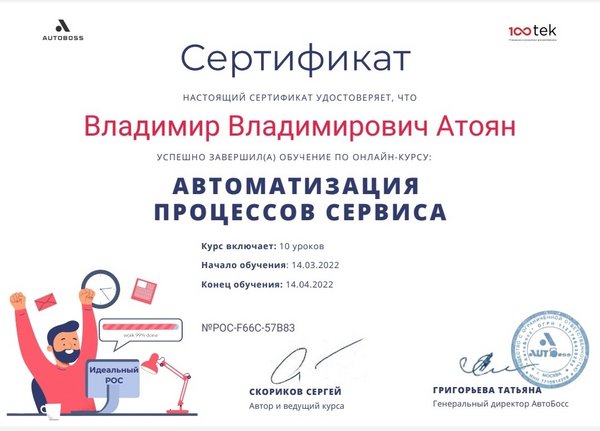 AUTOBOSS
100tek
Сертификат
НАСТОЯЩИЙ СЕРТИФИКАТ УДОСТОВЕРЯЕТ, ЧТО
Владимир Владимирович Атоян
УСПЕШНО ЗАВЕРШИЛ(А) ОБУЧЕНИЕ ПО ОНЛАЙН-КУРСУ:
АВТОМАТИЗАЦИЯ
ПРОЦЕССОВ СЕРВИСА
Курс включает: 10 уроков
Начало обучения: 14.03.2022
Конец обучения: 14.04.2022
№РОС-F66C-57B83
work 99% done
Идеальный
РОС
СКОРИКОВ СЕРГЕЙ
Автор и ведущий курса
ГРИГОРЬЕВА ТАТЬЯНА
Генеральный директор АвтоБосс
AUTOBOSS
МОСКВА